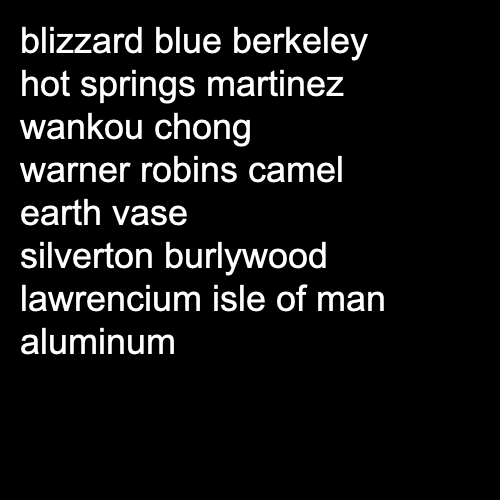 blizzard blue berkeley
hot springs martinez
wankou chong
warner robins camel
earth vase
silverton burlywood
lawrencium isle of man
aluminum